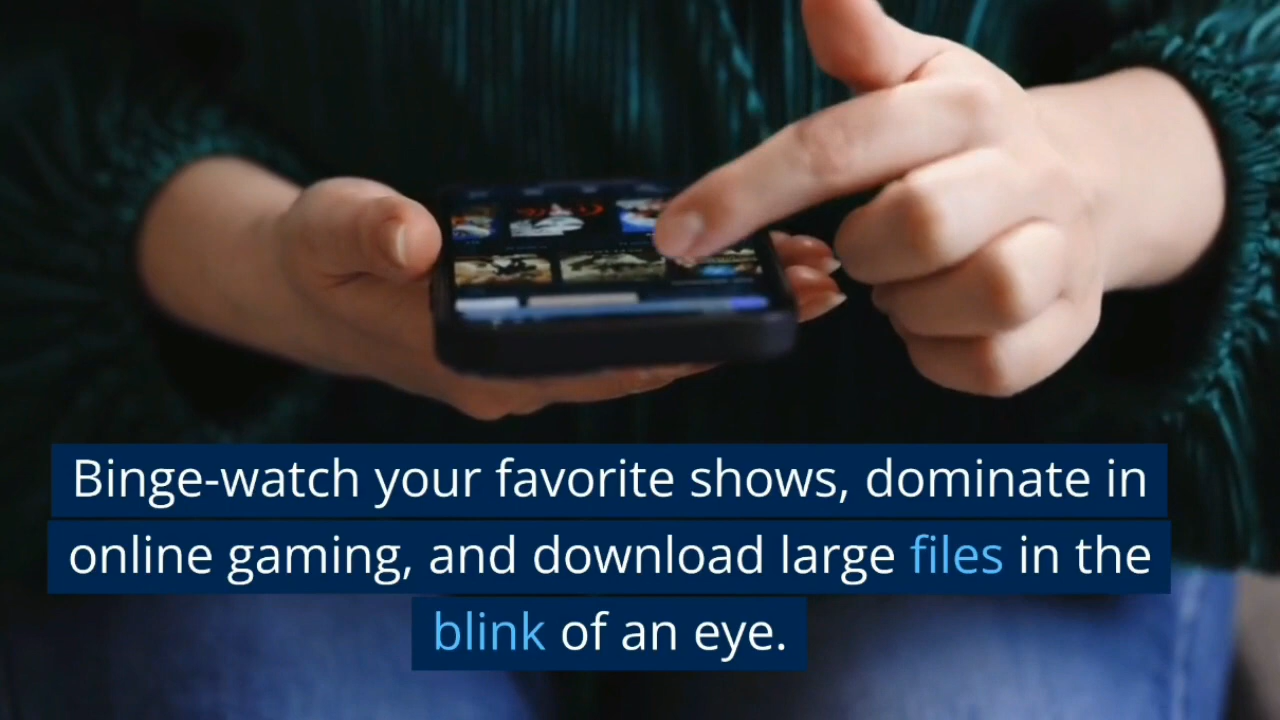 Binge-watch your favorite shows, dominate in
online gaming, and download large files in the
blink of an eye.